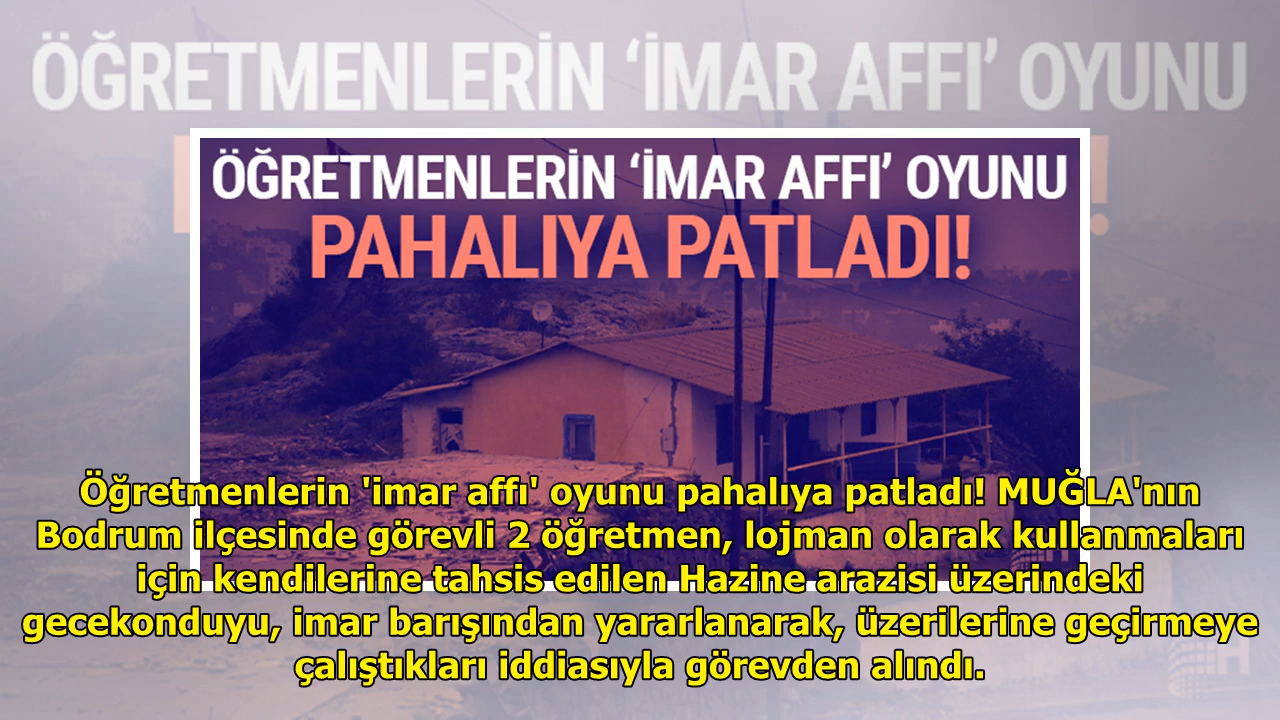 ÖĞRETMENLERİN ‘İMAR AFFI’ OYUNU
!
ÖĞRETMENLERİN ‘İMAR AFFI’ OYUNU
PAHALIYA PATLADI!
Öğretmenlerin 'imar affı' oyunu pahalıya patladı! MUĞLA'nın
Bodrum ilçesinde görevli 2 öğretmen, lojman olarak kullanmaları
için kendilerine tahsis edilen Hazine arazisi üzerindeki
gecekonduyu, imar barışından yararlanarak, üzerilerine geçirmeye
çalıştıkları iddiasıyla görevden alındı.